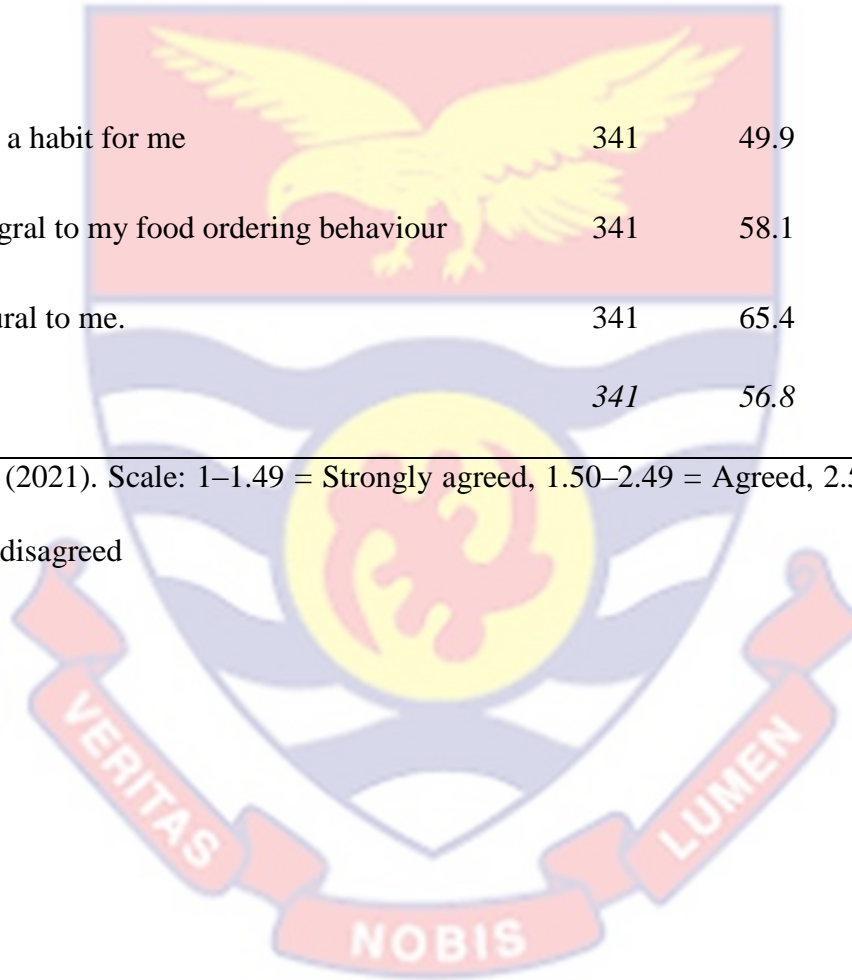 a habit for me 341 49.9
gral to my food ordering behaviour 341 58.1
ural to me. 341 65.4
341 56.8
(2021). Scale: 1–1.49 = Strongly agreed, 1.50–2.49 = Agreed, 2.5
disagreed
VERITAS
NOBIS
LUMEN